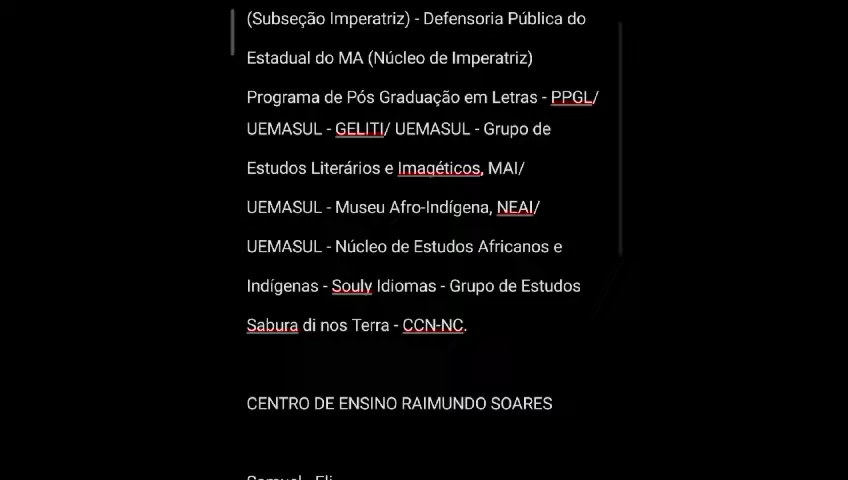 (Subseção Imperatriz) - Defensoria Pública do
Estadual do MA (Núcleo de Imperatriz)
Programa de Pós Graduação em Letras - PPGL/
UEMASUL - GELITI/ UEMASUL - Grupo de
Estudos Literários e Imagéticos, MAI/
UEMASUL - Museu Afro-Indígena, NEAI/
UEMASUL - Núcleo de Estudos Africanos e
Indígenas - Souly Idiomas - Grupo de Estudos
Sabura di nos Terra - CCN-NC.
CENTRO DE ENSINO RAIMUNDO SOARES